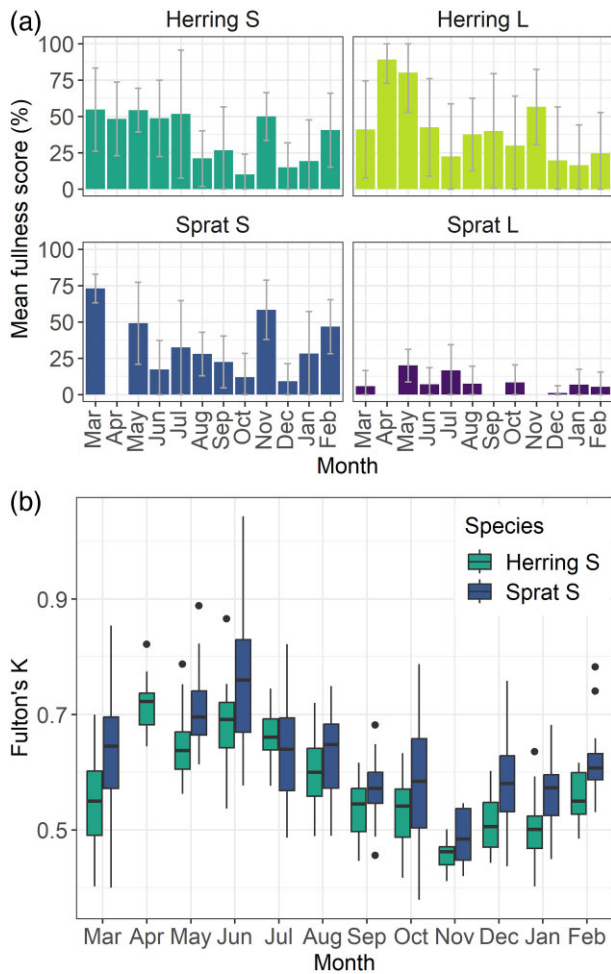 (a)
Herring S Herring L
100
75
50
25
0
Sprat S Sprat L
100
75
50
25
0
Mean fullness score (%)
Mar Apr May Jun Jul Aug Sep Oct Nov Dec Jan Feb Mar Apr May Jun Jul Aug Sep Oct Nov Dec Jan Feb
Month
(b)
Species
Herring S
Sprat S
0.9
0.7
0.5
Fulton's K
Mar Apr May Jun Jul Aug Sep Oct Nov Dec Jan Feb
Month